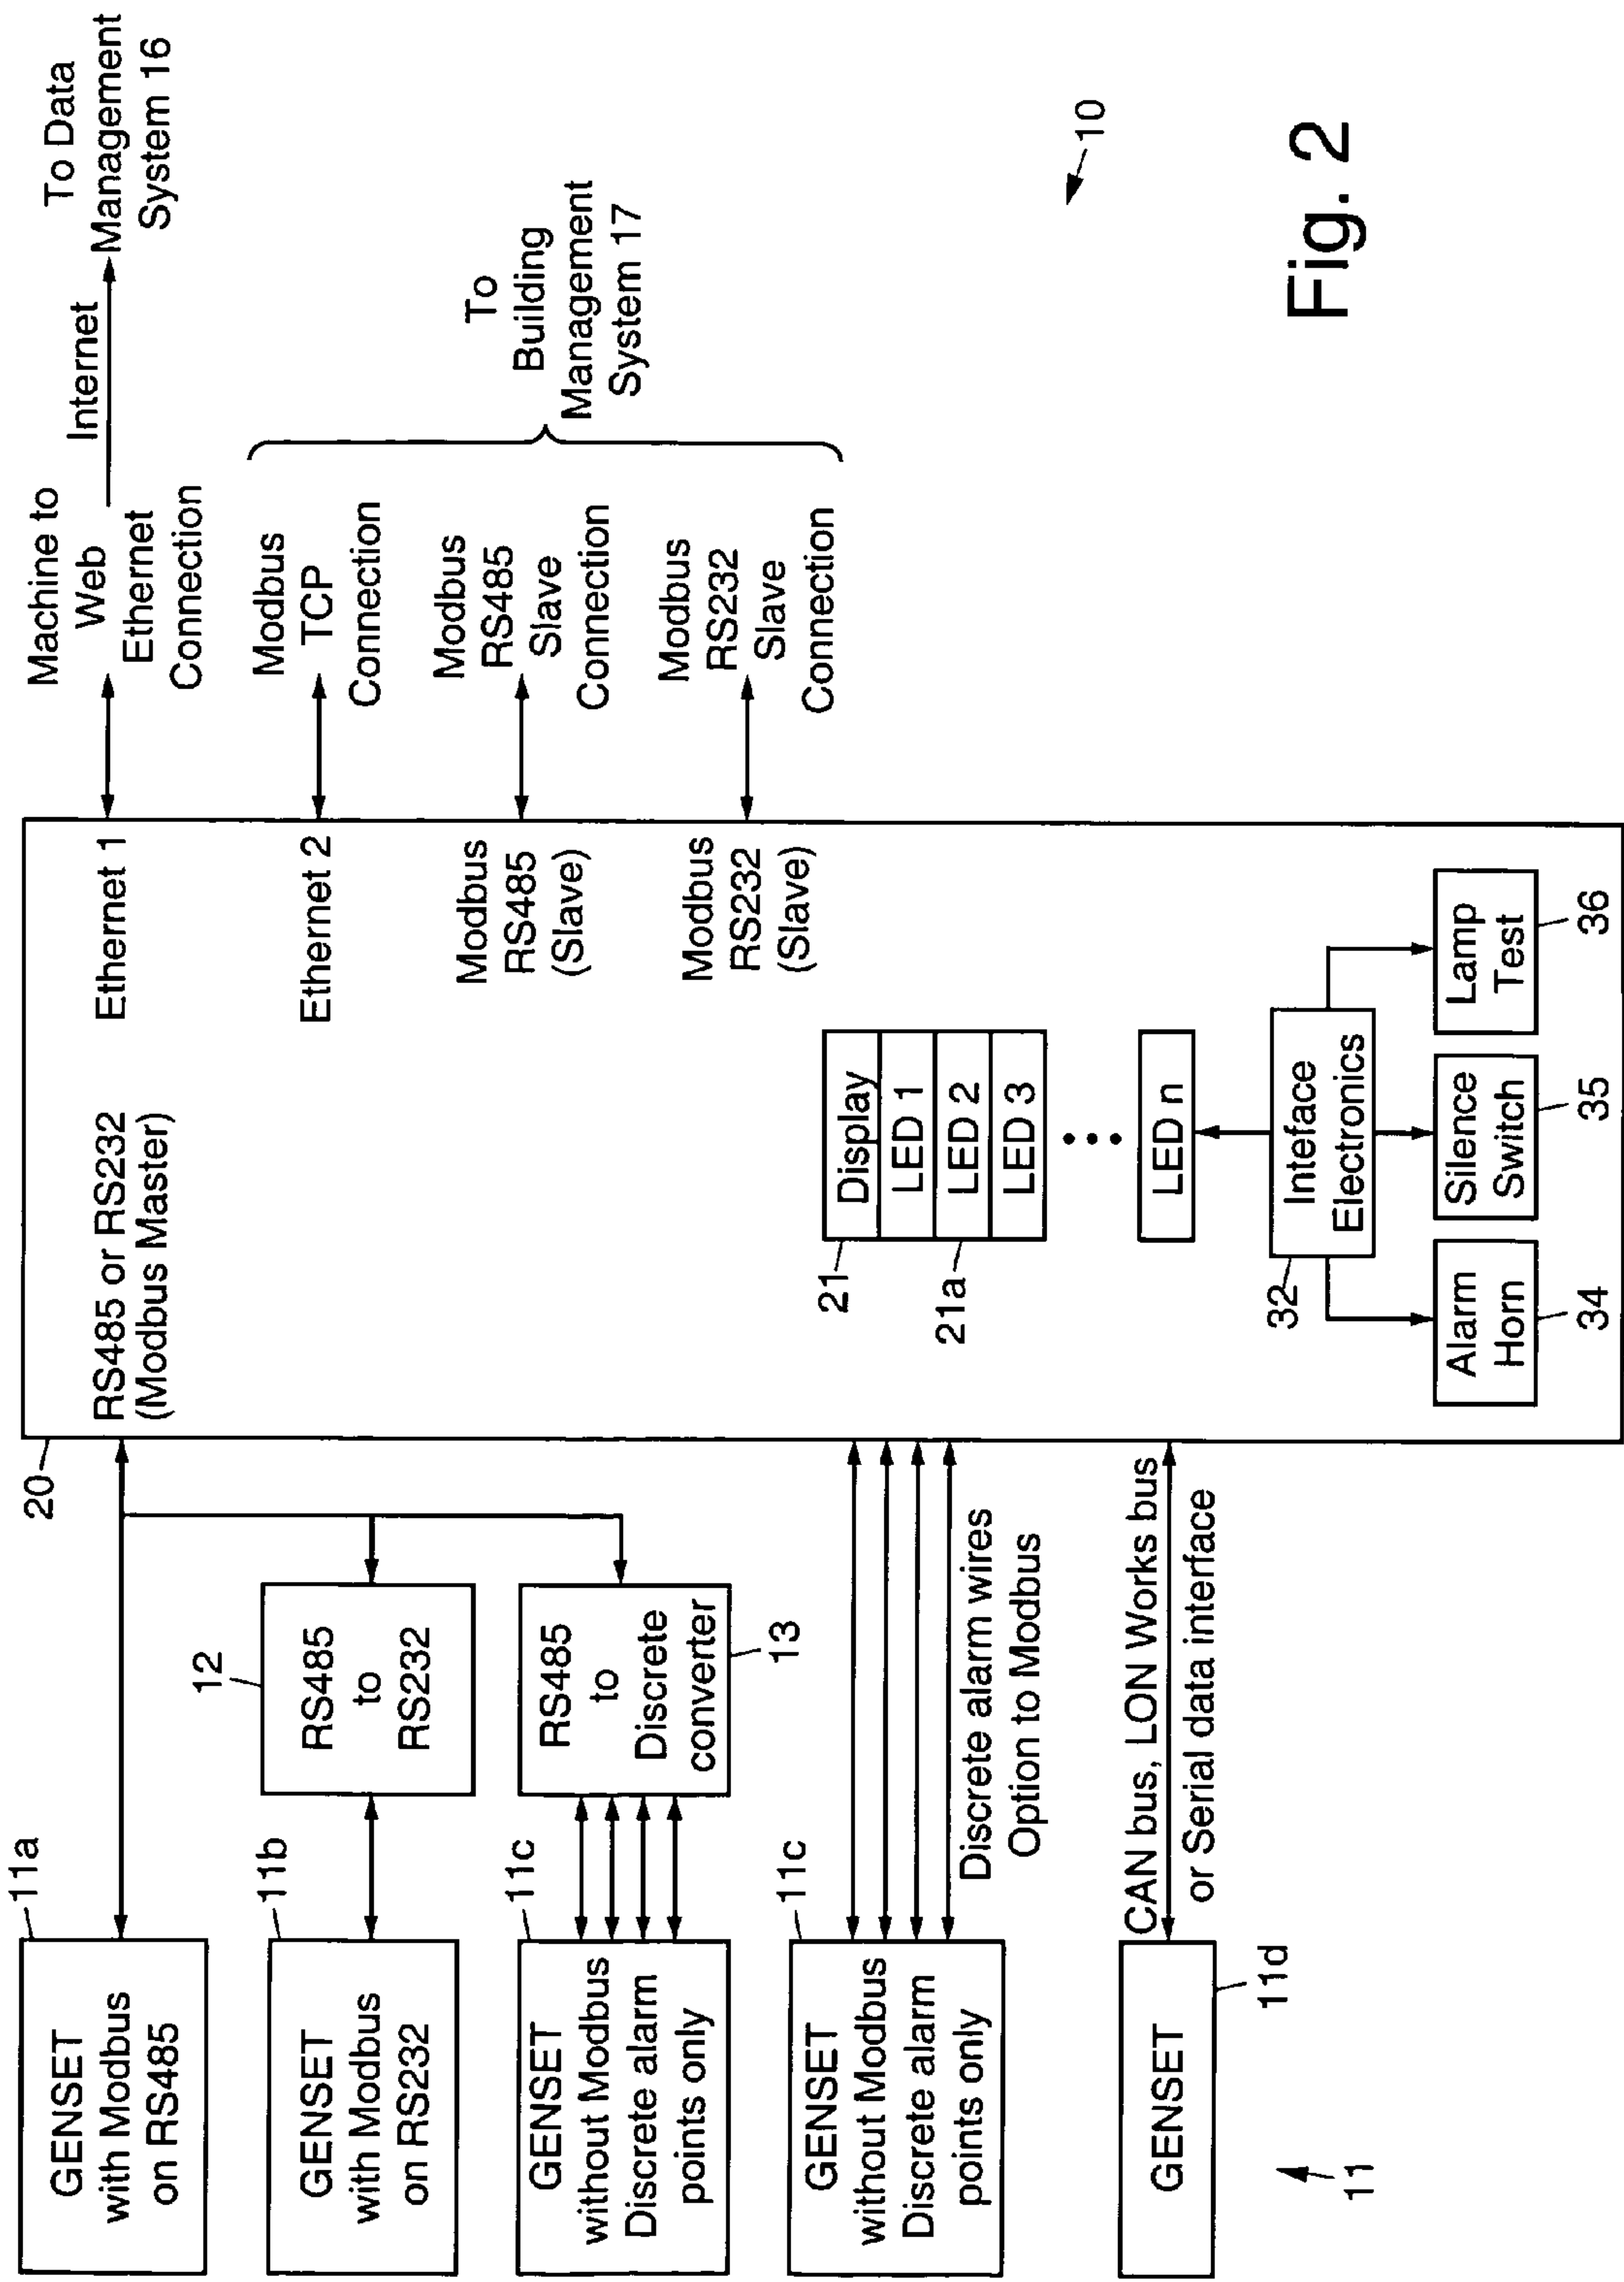 11a
GENSET
with Modbus
on RS485
11b
GENSET
with Modbus
on RS232
11c
GENSET
without Modbus
Discrete alarm
points only
11c
GENSET
without Modbus
Discrete alarm
points only
GENSET
11d
11
12
RS485
to
RS232
RS485
to
Discrete
converter
13
Discrete alarm wires
Option to Modbus
CAN bus, LON Works bus
or Serial data interface
20
RS485 or RS232
(Modbus Master)
Ethernet 1
Ethernet 2
Modbus
RS485
(Slave)
Modbus
RS232
(Slave)
21
Display
LED 1
21a
LED 2
LED 3
LED n
32
Inteface
Electronics
Alarm
Horn
34
Silence
Switch
35
Lamp
Test
36
Machine to
Web
Ethernet
Connection
Internet
To Data
Management
System 16
Modbus
TCP
Connection
Modbus
RS485
Slave
Connection
Modbus
RS232
Slave
Connection
To
Building
Management
System 17
10
Fig. 2